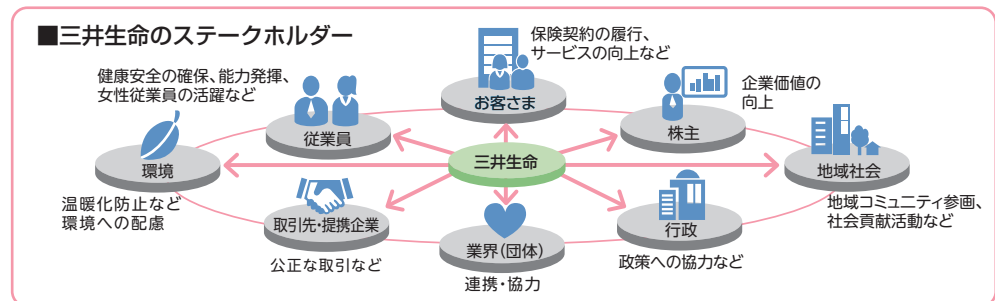 ■三井生命のステークホルダー
保険契約の履行、
サービスの向上など
お客さま
健康安全の確保、能力発揮、
女性従業員の活躍など
従業員
企業価値の
向上
株主
環境
温暖化防止など
環境への配慮
三井生命
地域社会
地域コミュニティ参画、
社会貢献活動など
取引先・提携企業
公正な取引など
業界(団体)
連携・協力
行政
政策への協力など